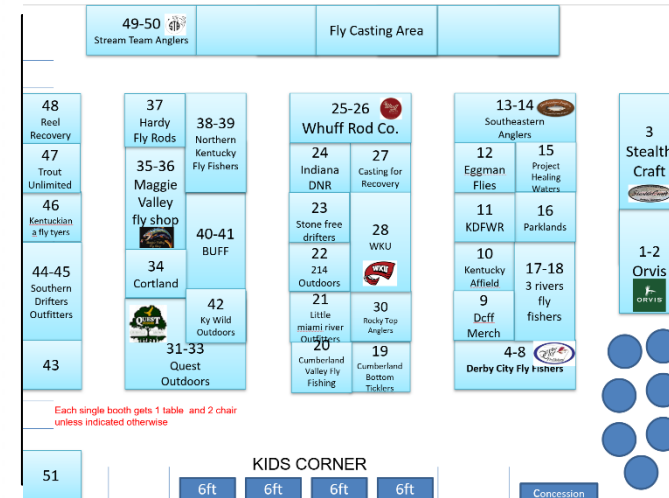 49-50
Stream Team Anglers
Fly Casting Area
48
Reel
Recovery
47
Trout
Unlimited
46
Kentuckian
a fly tyers
44-45
Southern
Drifters
Outfitters
43
51
37
Hardy
Fly Rods
35-36
Maggie
Valley
fly shop
34
Cortland
QUEST
31-33
Quest
Outdoors
38-39
Northern
Kentucky
Fly Fishers
40-41
BUFF
42
Ky Wild
Outdoors
25-26
Whuff Rod Co.
24
Indiana
DNR
23
Stone free
drifters
22
214
Outdoors
21
Little
miami river
Outfitters
20
Cumberland
Valley Fly
Fishing
27
Casting for
Recovery
28
WKU
WKU
30
Rocky Top
Anglers
19
Cumberland
Bottom
Ticklers
13-14
Southeastern
Anglers
12
Eggman
Flies
11
KDFWR
10
Kentucky
Affield
9
Dcff
Merch
15
Project
Healing
Waters
16
Parklands
17-18
3 rivers
fly
fishers
4-8
Derby City Fly Fishers
3
Stealth
Craft
1-2
Orvis
ORVIS
Each single booth gets 1 table and 2 chair
unless indicated otherwise
KIDS CORNER
6ft
6ft
6ft
6ft
Concession